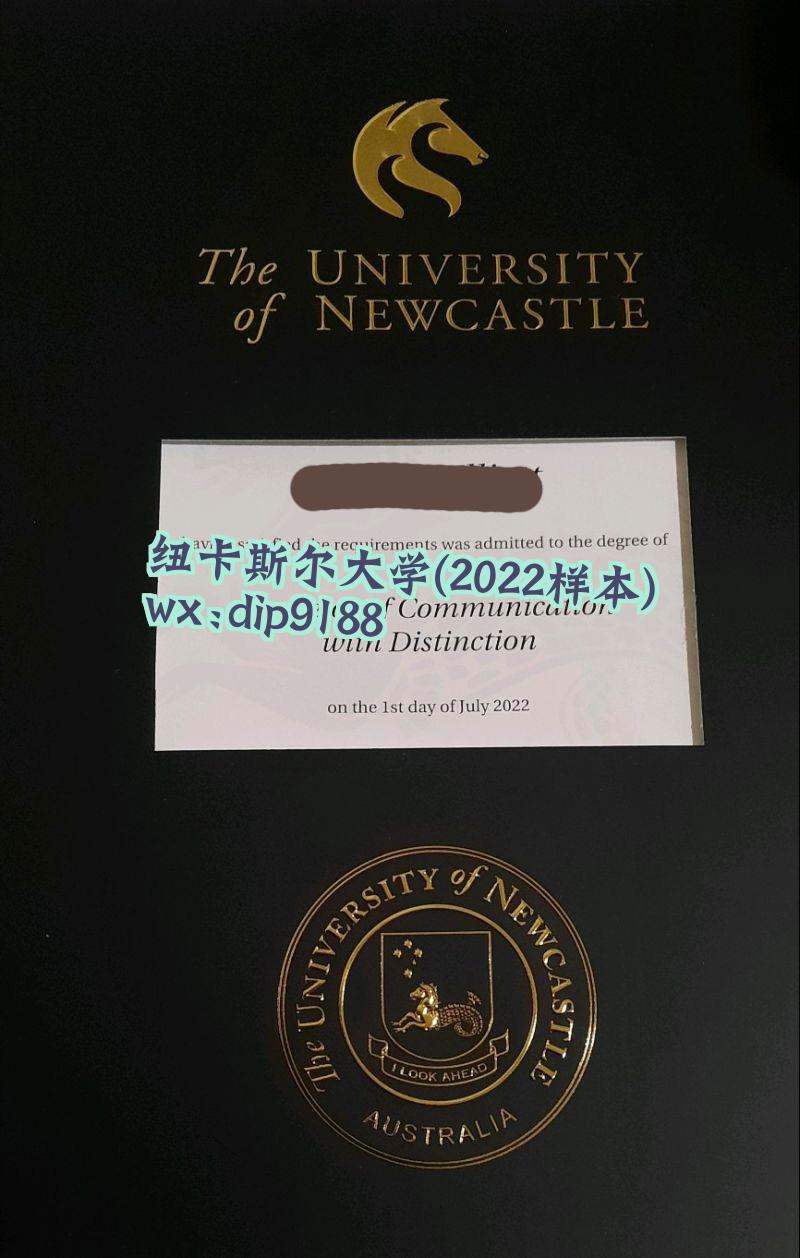 The UNIVERSITY
of NEWCASTLE
requirements was admitted to the degree of
纽卡斯尔大学(2022样本)
wx:dip9188
of Communication
with Distinction
on the 1st day of July 2022
The UNIVERSITY of NEWCASTLE
I LOOK AHEAD
AUSTRALIA